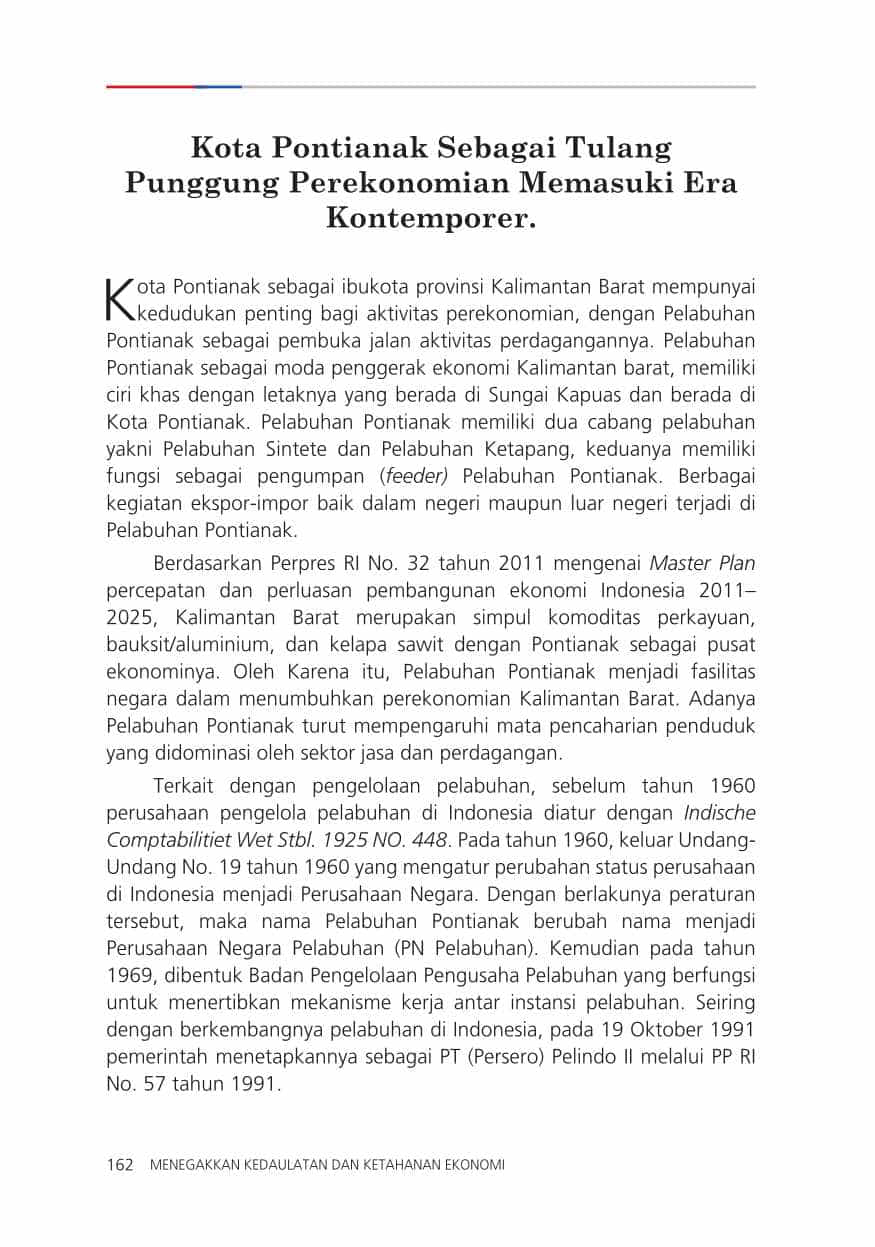 Kota Pontianak Sebagai Tulang
Punggung Perekonomian Memasuki Era
Kontemporer.
Kota Pontianak sebagai ibukota provinsi Kalimantan Barat mempunyai
kedudukan penting bagi aktivitas perekonomian, dengan Pelabuhan
Pontianak sebagai pembuka jalan aktivitas perdagangannya. Pelabuhan
Pontianak sebagai moda penggerak ekonomi Kalimantan barat, memiliki
ciri khas dengan letaknya yang berada di Sungai Kapuas dan berada di
Kota Pontianak. Pelabuhan Pontianak memiliki dua cabang pelabuhan
yakni Pelabuhan Sintete dan Pelabuhan Ketapang, keduanya memiliki
fungsi sebagai pengumpan (feeder) Pelabuhan Pontianak. Berbagai
kegiatan ekspor-impor baik dalam negeri maupun luar negeri terjadi di
Pelabuhan Pontianak.
Berdasarkan Perpres RI No. 32 tahun 2011 mengenai Master Plan
percepatan dan perluasan pembangunan ekonomi Indonesia 2011–
2025, Kalimantan Barat merupakan simpul komoditas perkayuan,
bauksit/aluminium, dan kelapa sawit dengan Pontianak sebagai pusat
ekonominya. Oleh Karena itu, Pelabuhan Pontianak menjadi fasilitas
negara dalam menumbuhkan perekonomian Kalimantan Barat. Adanya
Pelabuhan Pontianak turut mempengaruhi mata pencaharian penduduk
yang didominasi oleh sektor jasa dan perdagangan.
Terkait dengan pengelolaan pelabuhan, sebelum tahun 1960
perusahaan pengelola pelabuhan di Indonesia diatur dengan Indische
Comptabilitiet Wet Stbl. 1925 NO. 448. Pada tahun 1960, keluar Undang-
Undang No. 19 tahun 1960 yang mengatur perubahan status perusahaan
di Indonesia menjadi Perusahaan Negara. Dengan berlakunya peraturan
tersebut, maka nama Pelabuhan Pontianak berubah nama menjadi
Perusahaan Negara Pelabuhan (PN Pelabuhan). Kemudian pada tahun
1969, dibentuk Badan Pengelolaan Pengusaha Pelabuhan yang berfungsi
untuk menertibkan mekanisme kerja antar instansi pelabuhan. Seiring
dengan berkembangnya pelabuhan di Indonesia, pada 19 Oktober 1991
pemerintah menetapkannya sebagai PT (Persero) Pelindo II melalui PP RI
No. 57 tahun 1991.
162 MENEGAKKAN KEDAULATAN DAN KETAHANAN EKONOMI